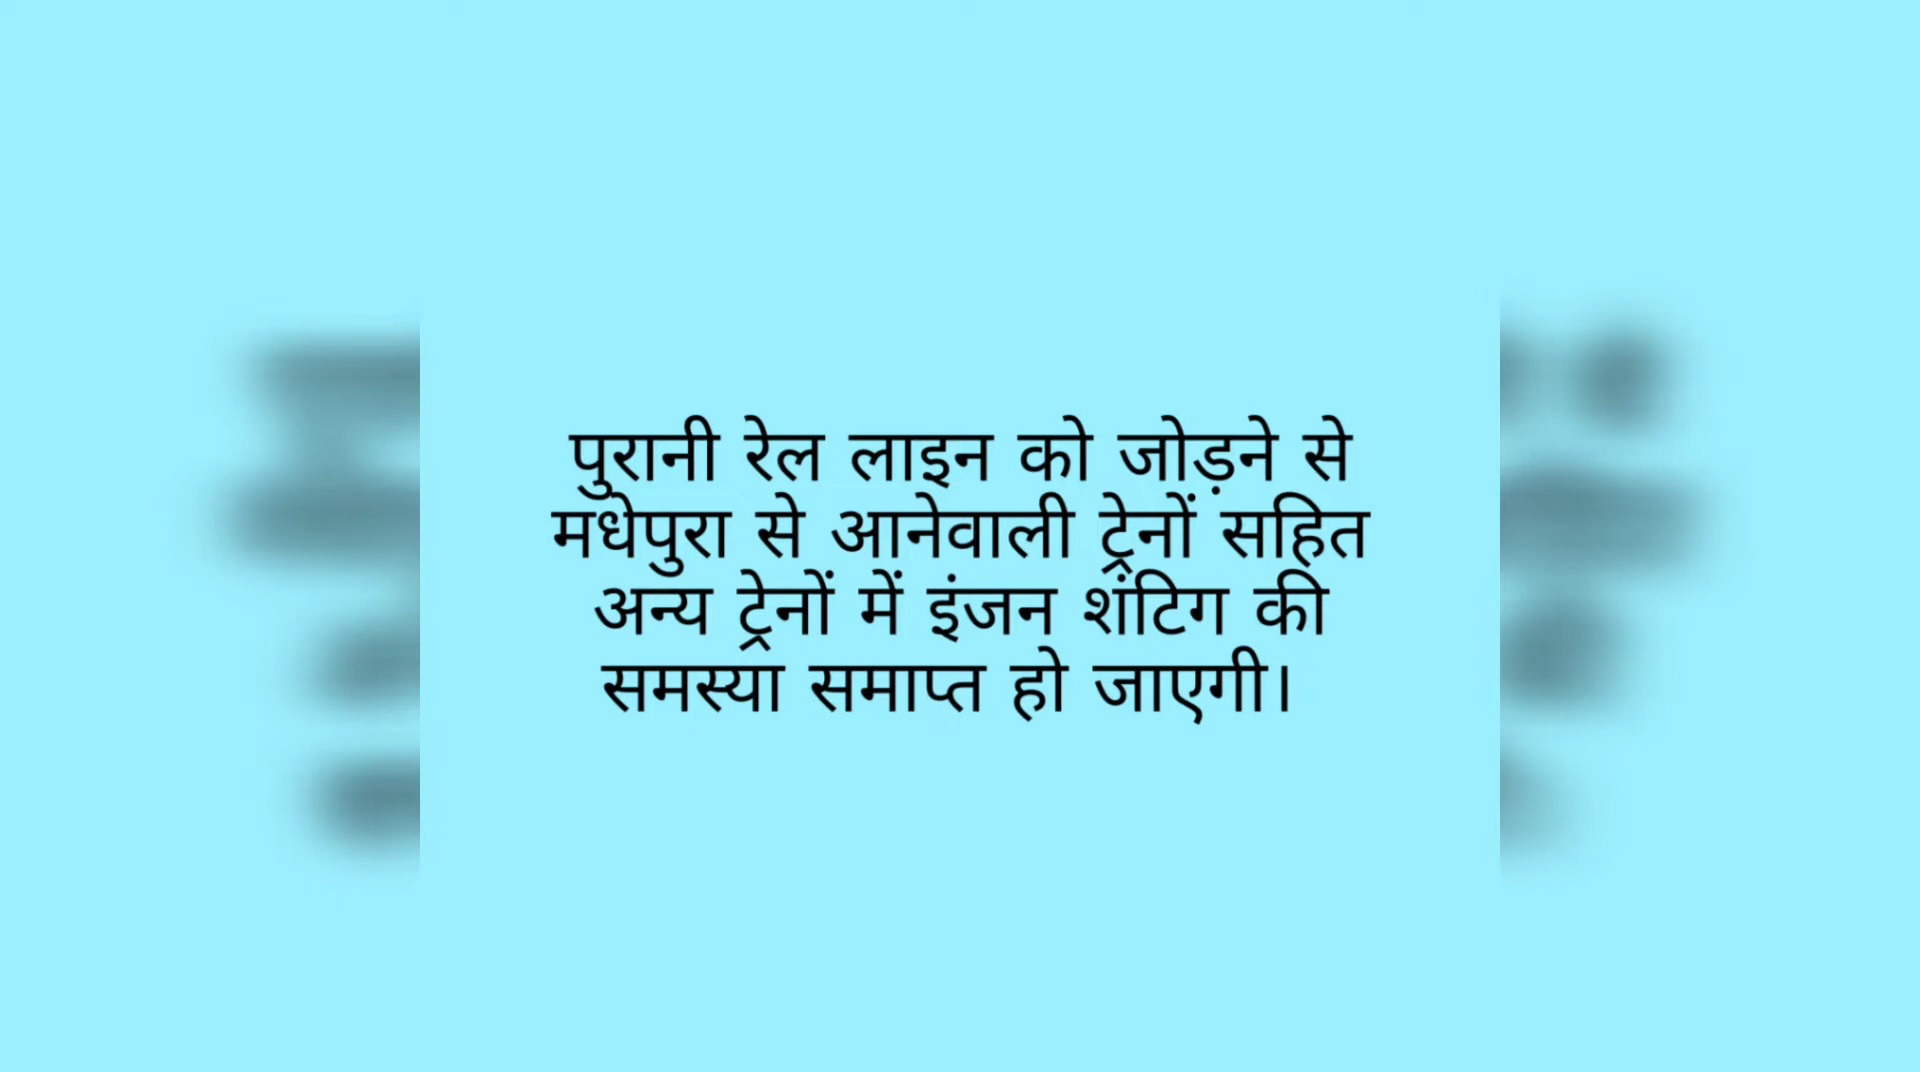 पुरानी रेल लाइन को जोड़ने से
मधेपुरा से आनेवाली ट्रेनों सहित
अन्य ट्रेनों में इंजन शंटिग की
समस्या समाप्त हो जाएगी।